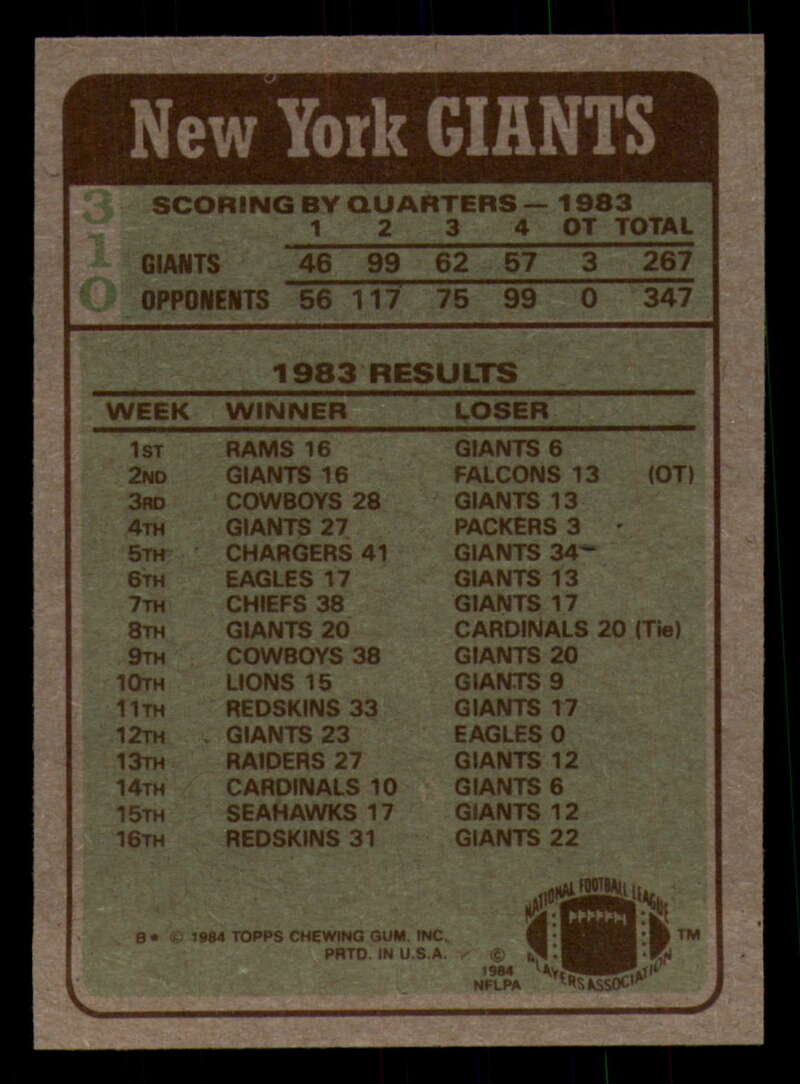 New York GIANTS
310
SCORING BY QUARTERS — 1983
1 2 3 4 OT TOTAL
GIANTS 46 99 62 57 3 267
OPPONENTS 56 117 75 99 0 347
1983 RESULTS
WEEK WINNER LOSER
1ST RAMS 16 GIANTS 6
2ND GIANTS 16 FALCONS 13 (OT)
3RD COWBOYS 28 GIANTS 13
4TH GIANTS 27 PACKERS 3
5TH CHARGERS 41 GIANTS 34
6TH EAGLES 17 GIANTS 13
7TH CHIEFS 38 GIANTS 17
8TH GIANTS 20 CARDINALS 20 (Tie)
9TH COWBOYS 38 GIANTS 20
10TH LIONS 15 GIANTS 9
11TH REDSKINS 33 GIANTS 17
12TH GIANTS 23 EAGLES 0
13TH RAIDERS 27 GIANTS 12
14TH CARDINALS 10 GIANTS 6
15TH SEAHAWKS 17 GIANTS 12
16TH REDSKINS 31 GIANTS 22
B* © 1984 TOPPS CHEWING GUM, INC.
PRTD. IN U.S.A.
© 1984 NFLPA
NATIONAL FOOTBALL LEAGUE
PLAYERS ASSOCIATION
TM